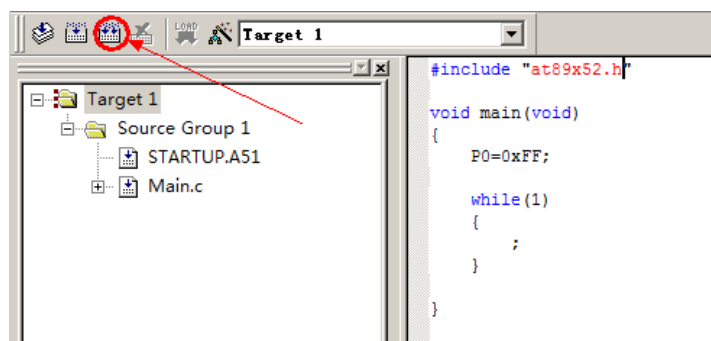 LOAD
Target 1
Target 1
Source Group 1
STARTUP.A51
Main.c
#include "at89x52.h"
void main(void)
{
P0=0xFF;
while(1)
{
;
}
}